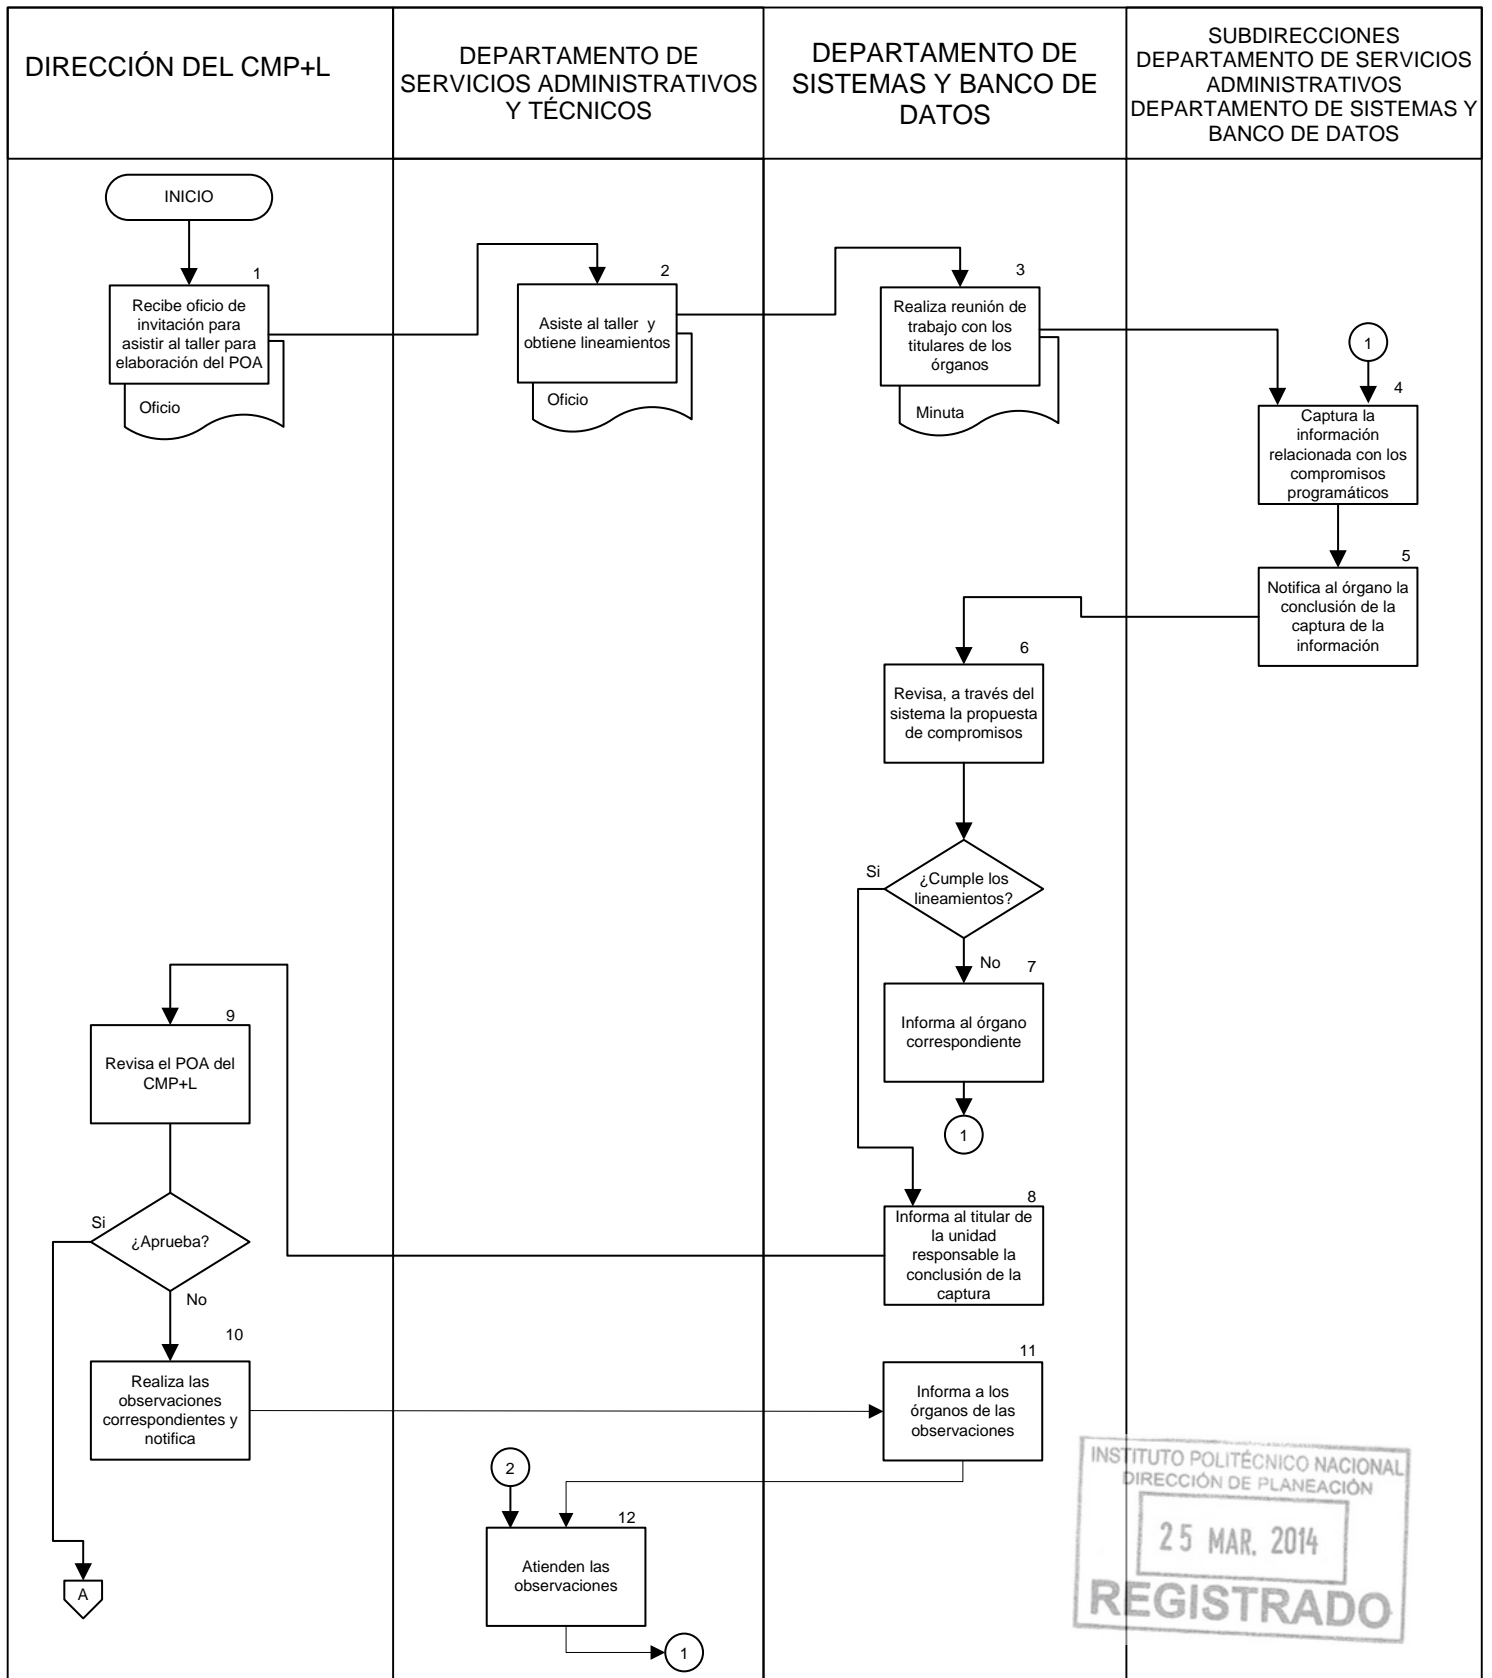 DIRECCIÓN DEL CMP+L
DEPARTAMENTO DE
SERVICIOS ADMINISTRATIVOS
Y TÉCNICOS
DEPARTAMENTO DE
SISTEMAS Y BANCO DE
DATOS
SUBDIRECCIONES
DEPARTAMENTO DE SERVICIOS
ADMINISTRATIVOS
DEPARTAMENTO DE SISTEMAS Y
BANCO DE DATOS
INICIO
1
Recibe oficio de
invitación para
asistir al taller para
elaboración del POA
Oficio
2
Asiste al taller y
obtiene lineamientos
Oficio
3
Realiza reunión de
trabajo con los
titulares de los
órganos
Minuta
1
4
Captura la
información
relacionada con los
compromisos
programáticos
5
Notifica al órgano la
conclusión de la
captura de la
información
6
Revisa, a través del
sistema la propuesta
de compromisos
Si
¿Cumple los
lineamientos?
No
7
Informa al órgano
correspondiente
1
8
Informa al titular de
la unidad
responsable la
conclusión de la
captura
9
Revisa el POA del
CMP+L
Si
¿Aprueba?
No
10
Realiza las
observaciones
correspondientes y
notifica
11
Informa a los
órganos de las
observaciones
2
12
Atienden las
observaciones
1
A
INSTITUTO POLITÉCNICO NACIONAL
DIRECCIÓN DE PLANEACIÓN
25 MAR. 2014
REGISTRADO